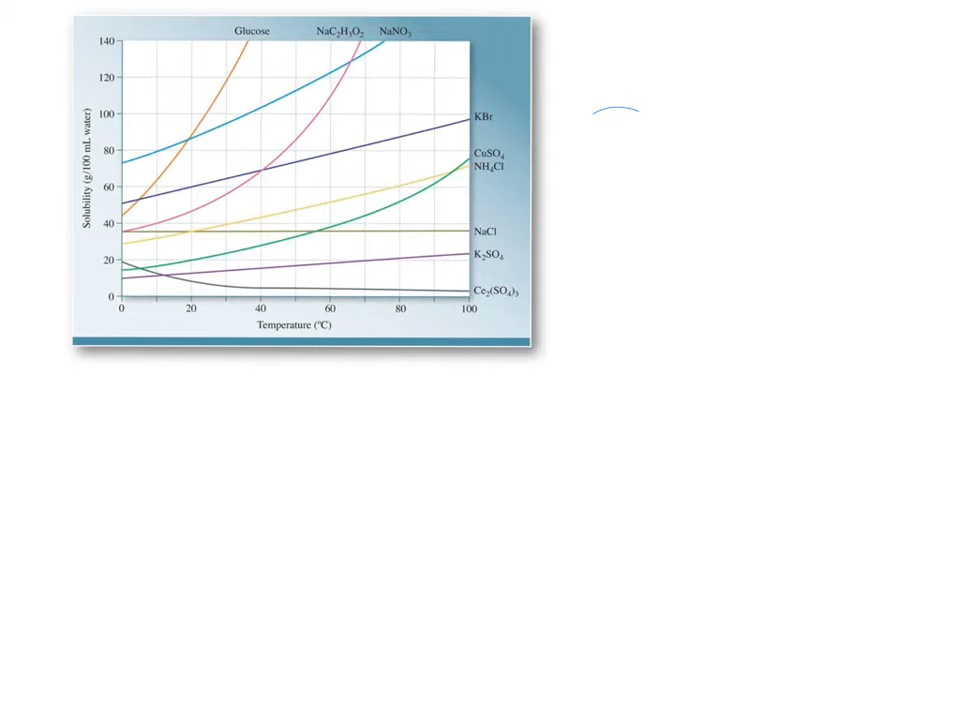 Glucose NaC₂H₃O₂ NaNO₃
140
120
100
80
60
40
20
0
Solubility (g/100 mL water)
KBr
CuSO₄
NH₄Cl
NaCl
K₂SO₄
Ce₂(SO₄)₃
0 20 40 60 80 100
Temperature (°C)